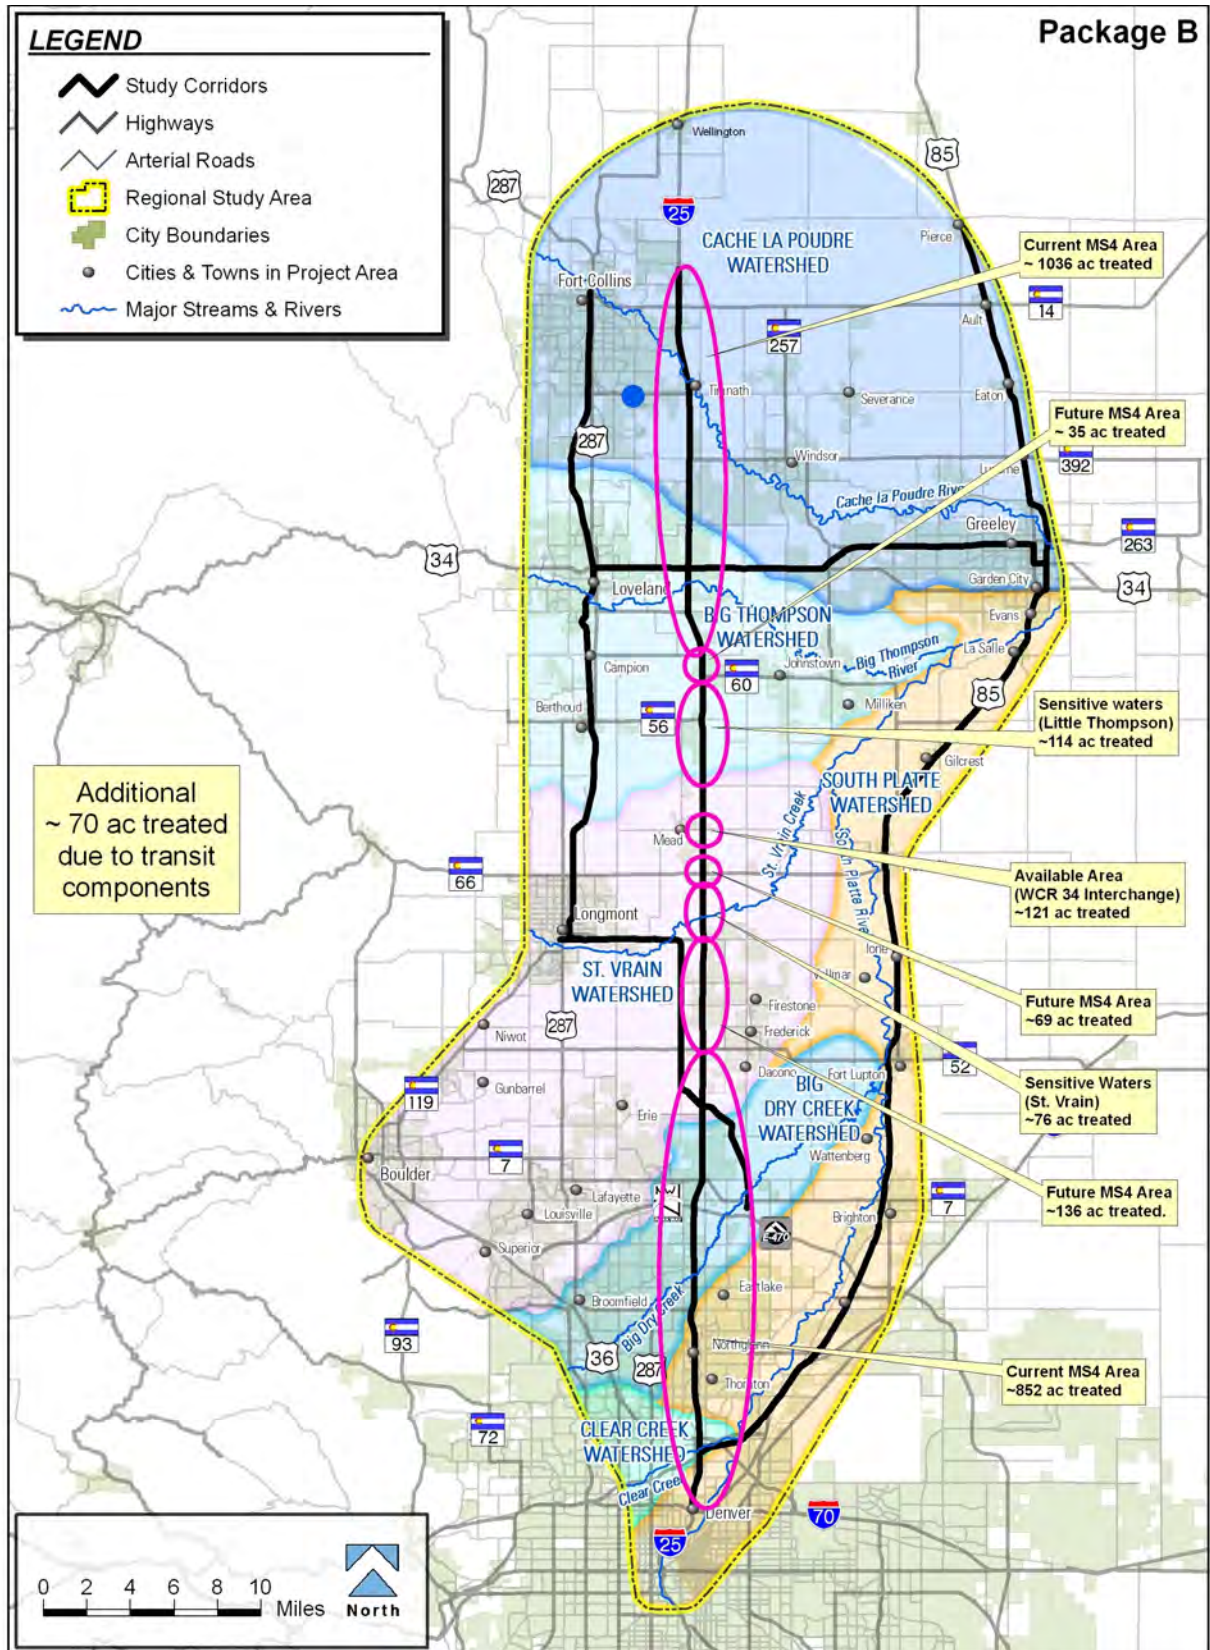 Package B
LEGEND
Study Corridors
Highways
Arterial Roads
Regional Study Area
City Boundaries
Cities & Towns in Project Area
Major Streams & Rivers
Wellington
85
287
25
CACHE LA POUDRE
WATERSHED
Pierce
Current MS4 Area
~ 1036 ac treated
Fort Collins
14
Ault
257
Timnath
Severance
Eaton
Future MS4 Area
~ 35 ac treated
287
Windsor
392
Cache la Poudre River
Greeley
263
34
Loveland
Garden City
34
BIG THOMPSON
WATERSHED
Evans
La Salle
Big Thompson
River
Campion
60
Johnstown
85
Berthoud
56
Milliken
Sensitive waters
(Little Thompson)
~114 ac treated
Gilcrest
SOUTH PLATTE
WATERSHED
Additional
~ 70 ac treated
due to transit
components
Mead
St. Vrain Creek
South Platte River
66
Available Area
(WCR 34 Interchange)
~121 ac treated
Longmont
ST. VRAIN
WATERSHED
Ione
Firestone
Future MS4 Area
~69 ac treated
Niwot
287
Frederick
52
Dacono
Fort Lupton
Gunbarrel
119
BIG
DRY CREEK
WATERSHED
Sensitive Waters
(St. Vrain)
~76 ac treated
Erie
Wattenberg
7
Boulder
Lafayette
Louisville
Future MS4 Area
~136 ac treated.
7
Brighton
E-470
Superior
Eastlake
Broomfield
Big Dry Creek
93
36
287
Northglenn
Thornton
Current MS4 Area
~852 ac treated
72
CLEAR CREEK
WATERSHED
Clear Creek
Denver
70
25
0 2 4 6 8 10
Miles
North